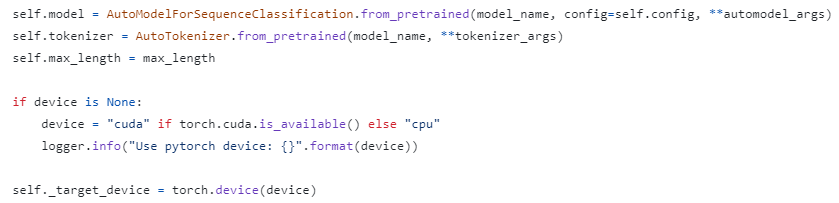 self.model = AutoModelForSequenceClassification.from_pretrained(model_name, config=self.config, **automodel_args)
self.tokenizer = AutoTokenizer.from_pretrained(model_name, **tokenizer_args)
self.max_length = max_length

if device is None:
    device = "cuda" if torch.cuda.is_available() else "cpu"
    logger.info("Use pytorch device: {}".format(device))

self._target_device = torch.device(device)